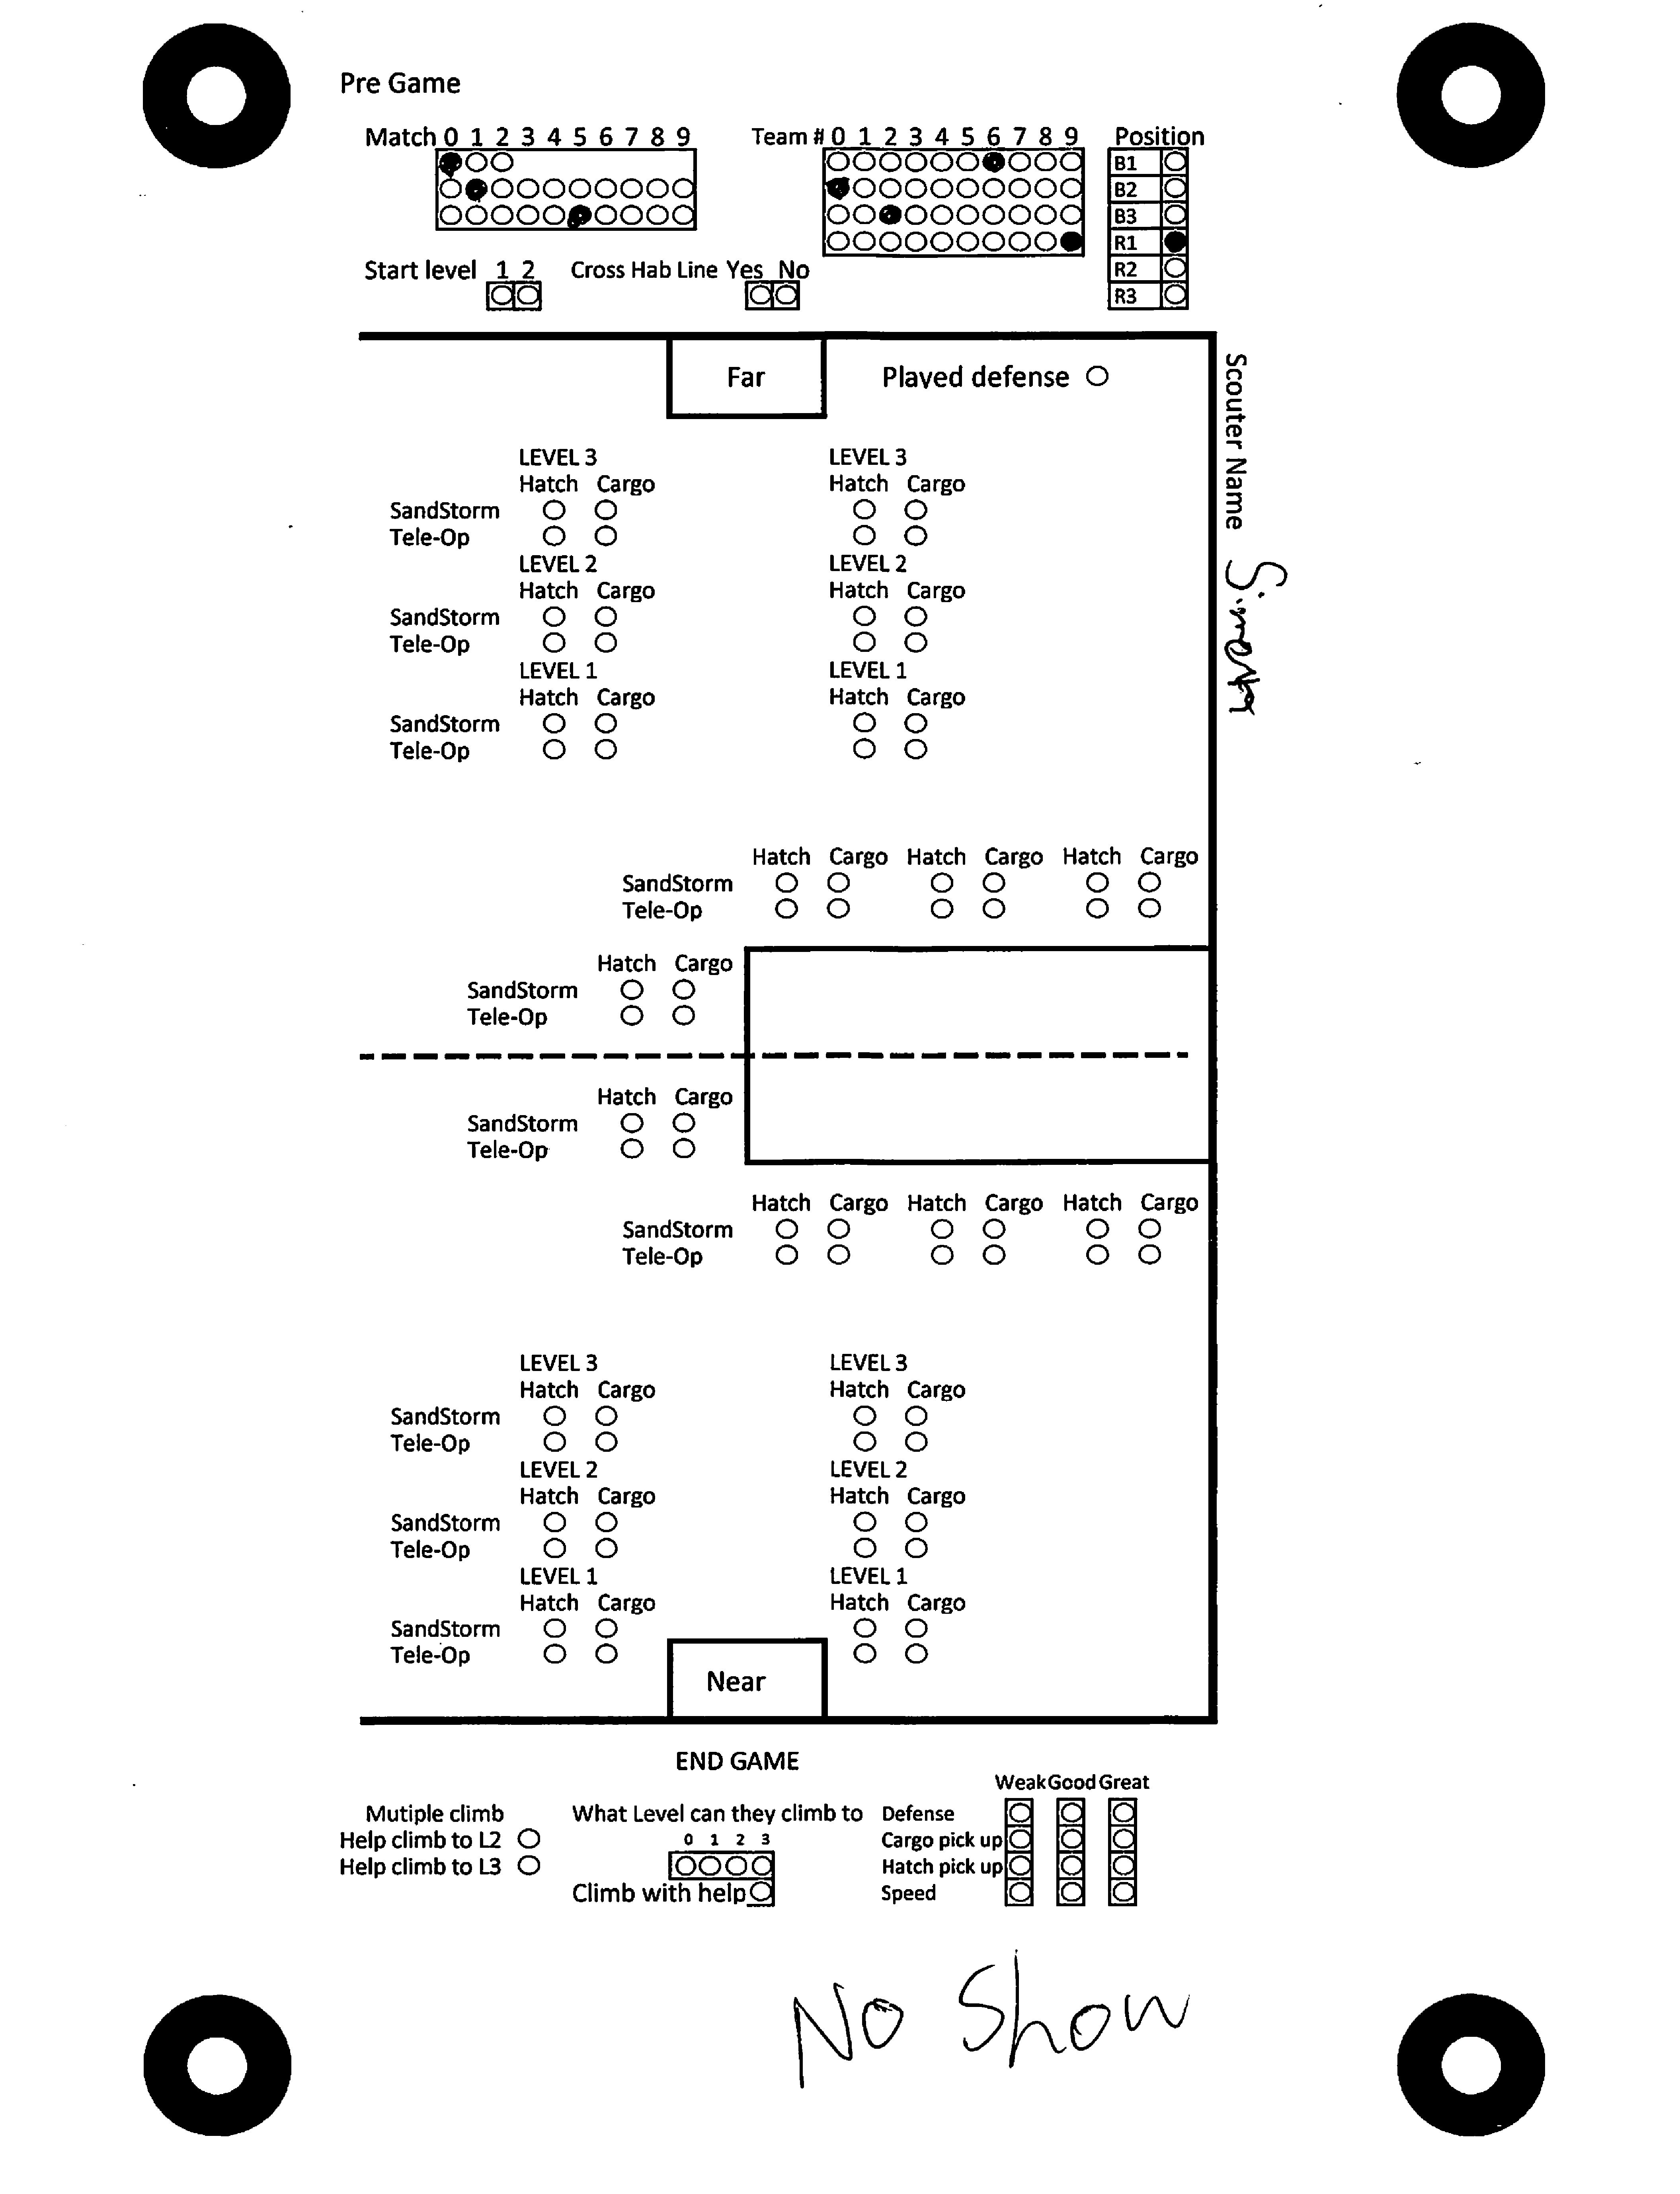 Pre Game
Match 0 1 2 3 4 5 6 7 8 9
Team # 0 1 2 3 4 5 6 7 8 9
Position
B1
B2
B3
R1
R2
R3
Start level 1 2
Cross Hab Line Yes No
Far
Played defense
Scouter Name
LEVEL 3 LEVEL 3
Hatch Cargo Hatch Cargo
SandStorm
Tele-Op
LEVEL 2 LEVEL 2
Hatch Cargo Hatch Cargo
SandStorm
Tele-Op
LEVEL 1 LEVEL 1
Hatch Cargo Hatch Cargo
SandStorm
Tele-Op
Hatch Cargo Hatch Cargo Hatch Cargo
SandStorm
Tele-Op
Hatch Cargo
SandStorm
Tele-Op
Hatch Cargo
SandStorm
Tele-Op
Hatch Cargo Hatch Cargo Hatch Cargo
SandStorm
Tele-Op
LEVEL 3 LEVEL 3
Hatch Cargo Hatch Cargo
SandStorm
Tele-Op
LEVEL 2 LEVEL 2
Hatch Cargo Hatch Cargo
SandStorm
Tele-Op
LEVEL 1 LEVEL 1
Hatch Cargo Hatch Cargo
SandStorm
Tele-Op
Near
END GAME
Mutiple climb
Help climb to L2
Help climb to L3
What Level can they climb to
0 1 2 3
Climb with help
Weak Good Great
Defense
Cargo pick up
Hatch pick up
Speed
No Show